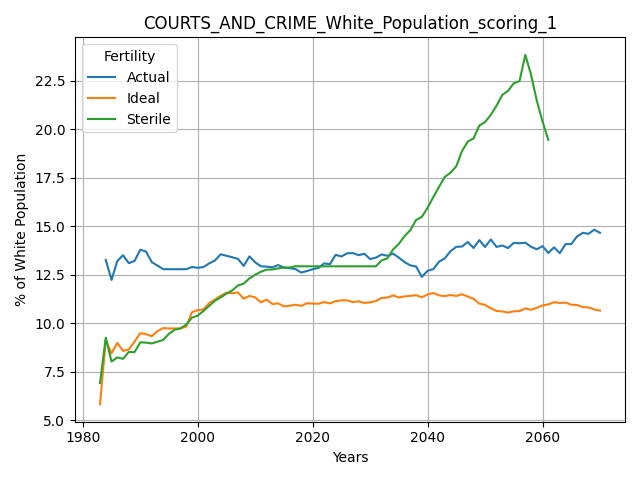 COURTS_AND_CRIME_White_Population_scoring_1
Fertility
Actual
Ideal
Sterile
% of White Population
22.5
20.0
17.5
15.0
12.5
10.0
7.5
5.0
1980 2000 2020 2040 2060
Years